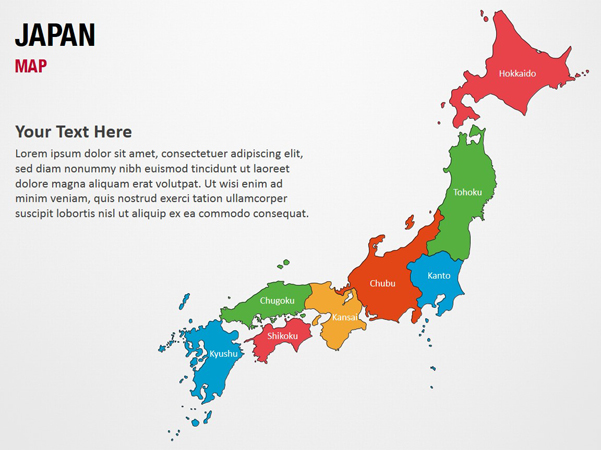 JAPAN
MAP
Your Text Here
Lorem ipsum dolor sit amet, consectetuer adipiscing elit,
sed diam nonummy nibh euismod tincidunt ut laoreet
dolore magna aliquam erat volutpat. Ut wisi enim ad
minim veniam, quis nostrud exerci tation ullamcorper
suscipit lobortis nisl ut aliquip ex ea commodo consequat.
Hokkaido
Tohoku
Kanto
Chubu
Chugoku
Kansai
Shikoku
Kyushu